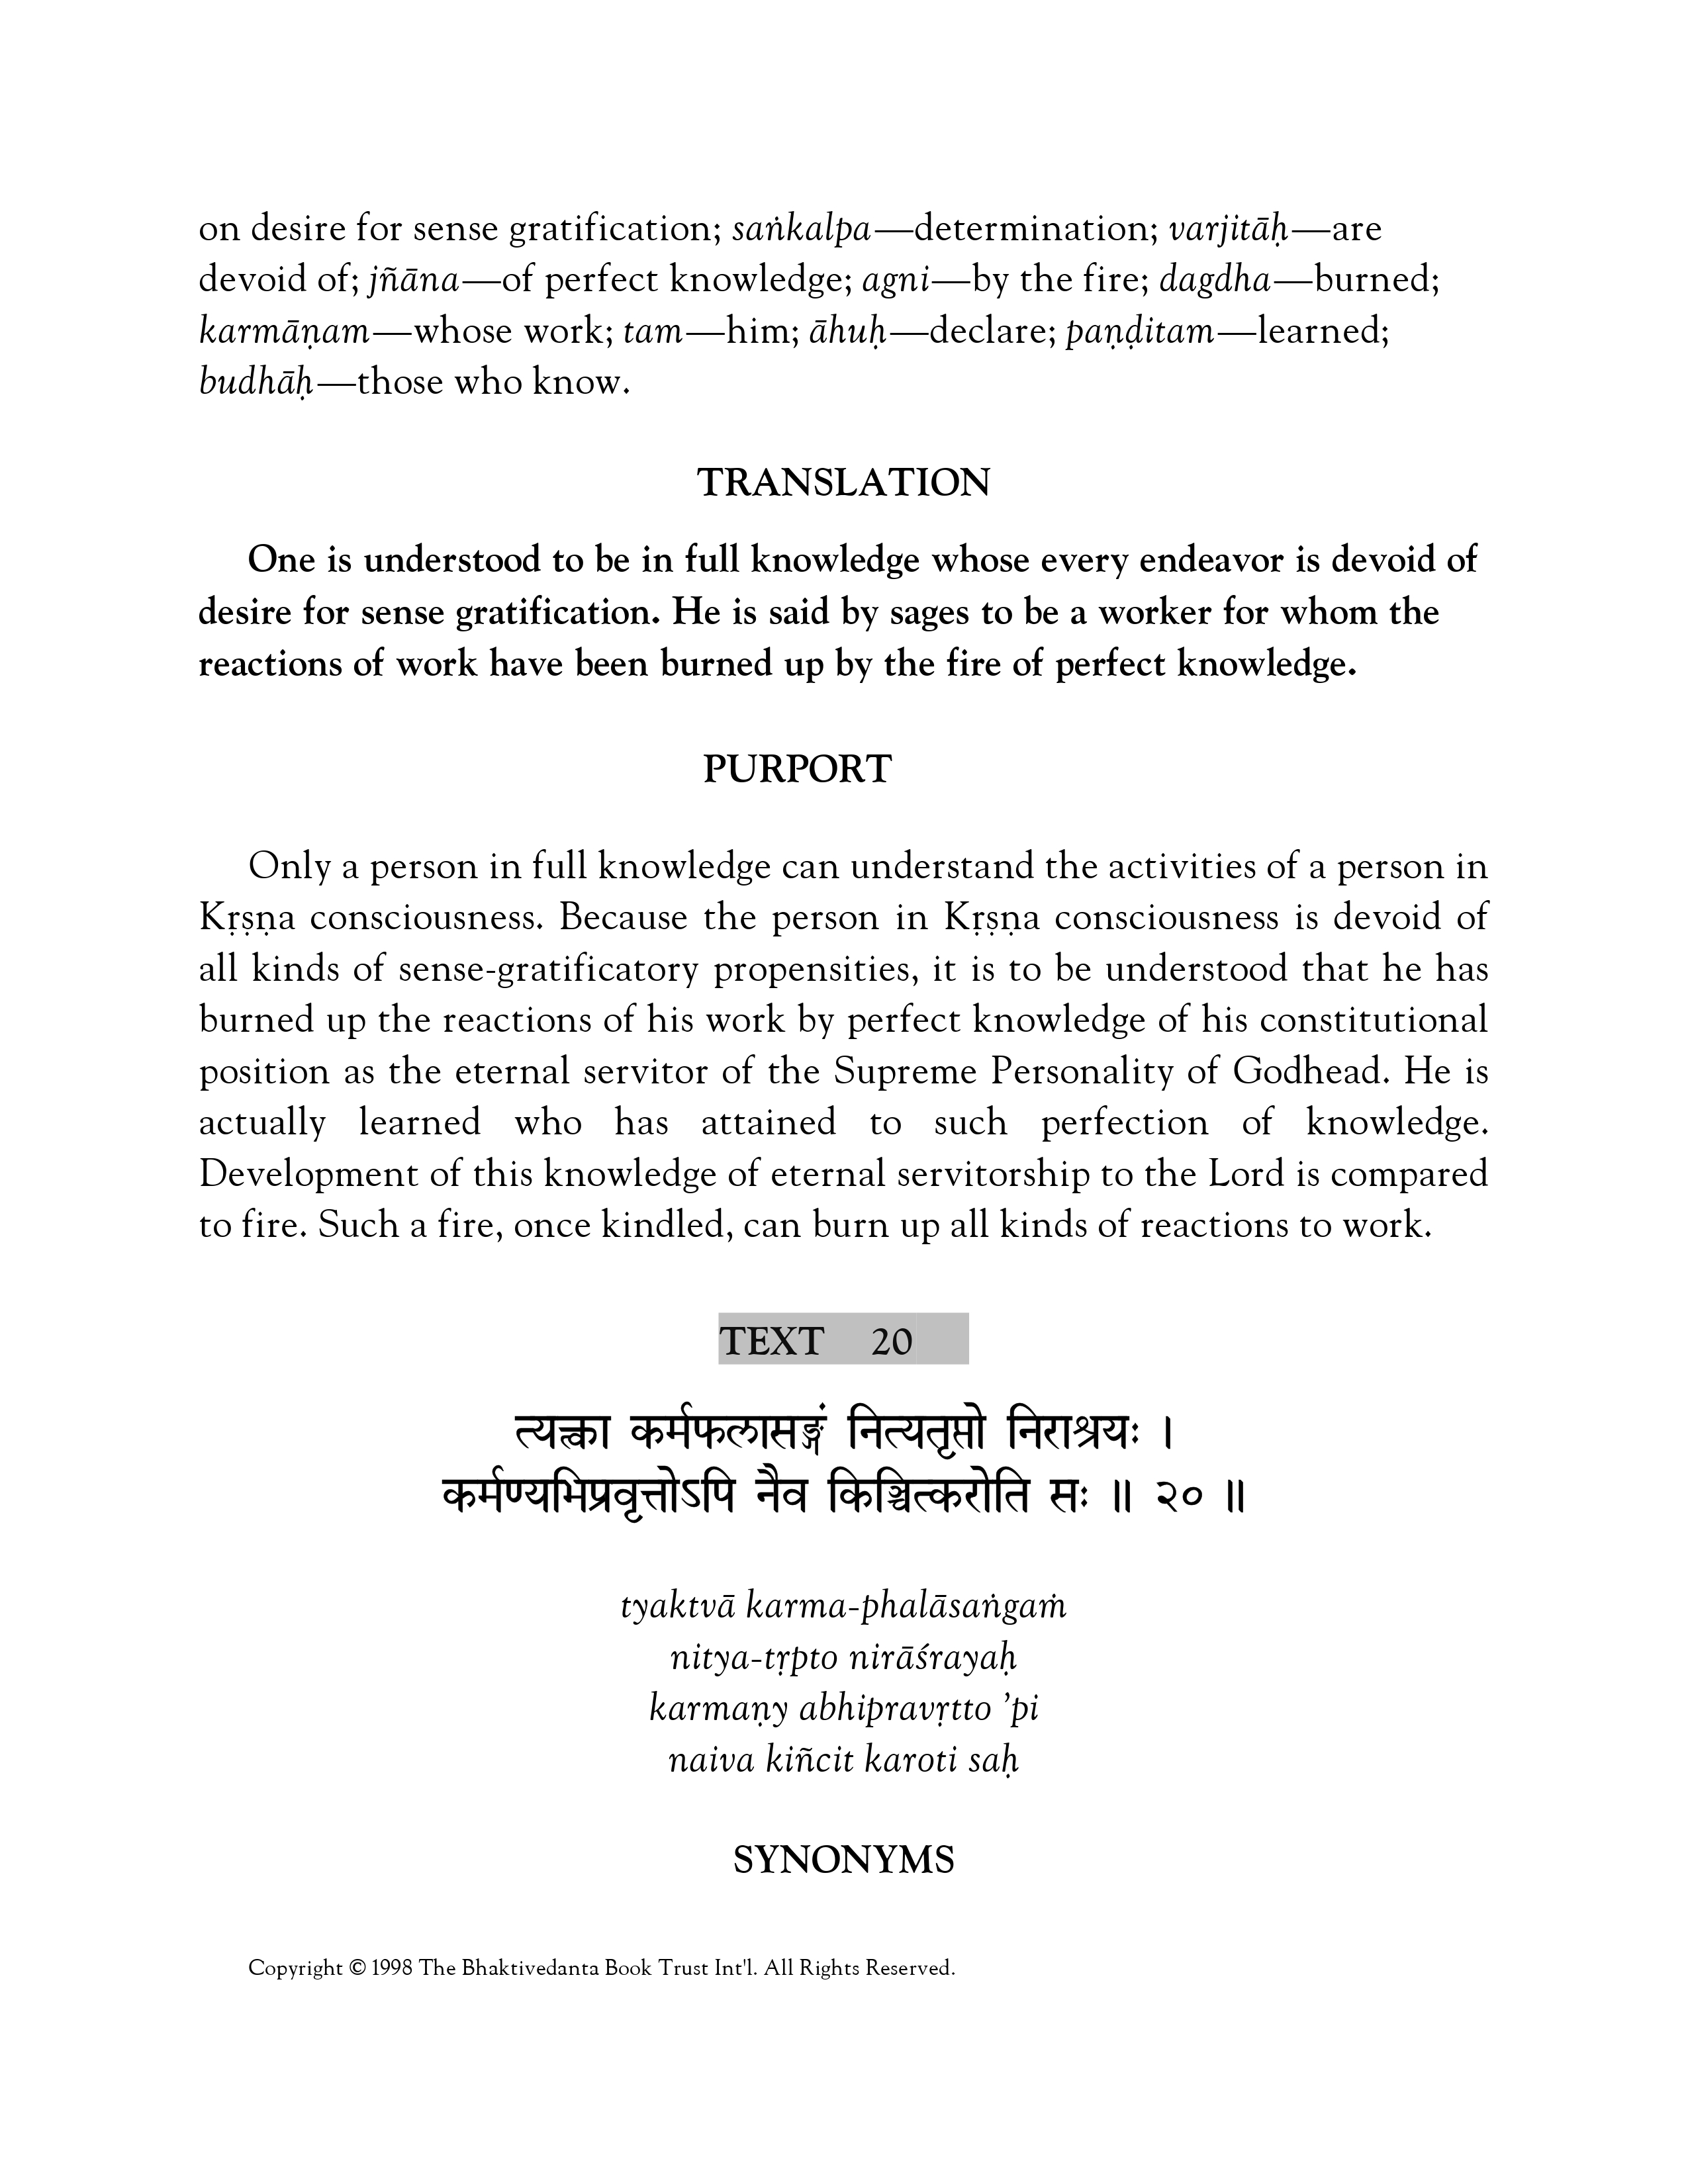 on desire for sense gratification; saṅkalpa—determination; varjitāḥ—are
devoid of; jñāna—of perfect knowledge; agni—by the fire; dagdha—burned;
karmāṇam—whose work; tam—him; āhuḥ—declare; paṇḍitam—learned;
budhāḥ—those who know.
TRANSLATION
One is understood to be in full knowledge whose every endeavor is devoid of
desire for sense gratification. He is said by sages to be a worker for whom the
reactions of work have been burned up by the fire of perfect knowledge.
PURPORT
Only a person in full knowledge can understand the activities of a person in
Kṛṣṇa consciousness. Because the person in Kṛṣṇa consciousness is devoid of
all kinds of sense-gratificatory propensities, it is to be understood that he has
burned up the reactions of his work by perfect knowledge of his constitutional
position as the eternal servitor of the Supreme Personality of Godhead. He is
actually learned who has attained to such perfection of knowledge.
Development of this knowledge of eternal servitorship to the Lord is compared
to fire. Such a fire, once kindled, can burn up all kinds of reactions to work.
TEXT 20
त्यक्त्वा कर्मफलासङ्गं नित्यतृप्तो निराश्रयः ।
कर्मण्यभिप्रवृत्तोऽपि नैव किञ्चित्करोति सः ॥ २० ॥
tyaktvā karma-phalāsaṅgaṁ
nitya-tṛpto nirāśrayaḥ
karmaṇy abhipravṛtto ’pi
naiva kiñcit karoti saḥ
SYNONYMS
Copyright © 1998 The Bhaktivedanta Book Trust Int'l. All Rights Reserved.